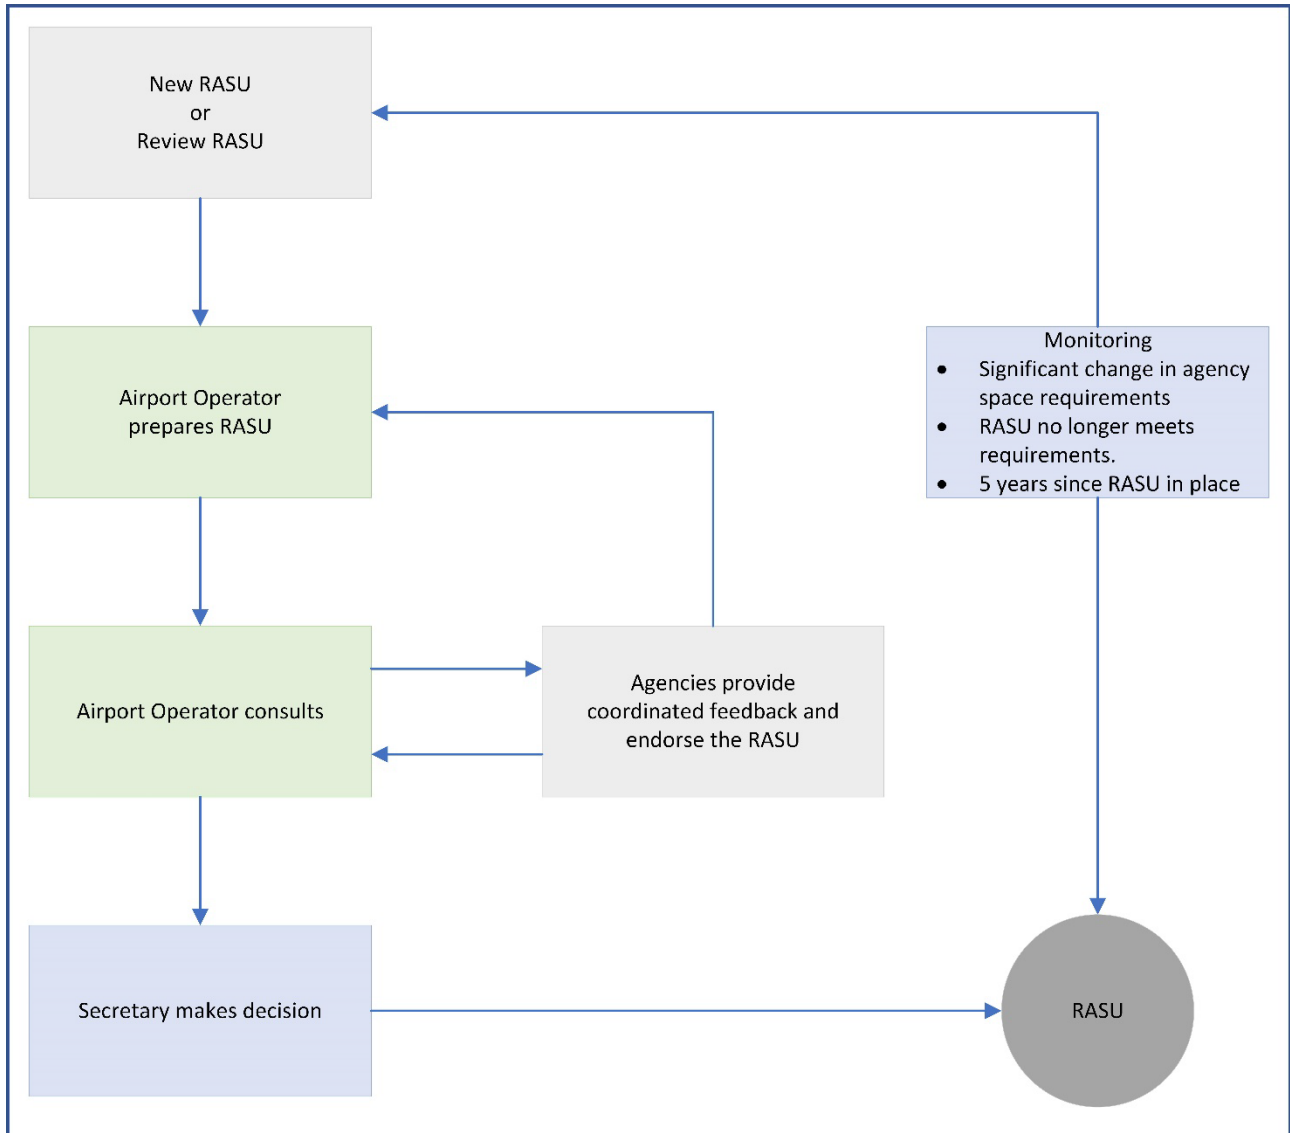 New RASU
or
Review RASU
Airport Operator
prepares RASU
Monitoring
• Significant change in agency
space requirements
• RASU no longer meets
requirements.
• 5 years since RASU in place
Airport Operator consults
Agencies provide
coordinated feedback and
endorse the RASU
Secretary makes decision
RASU